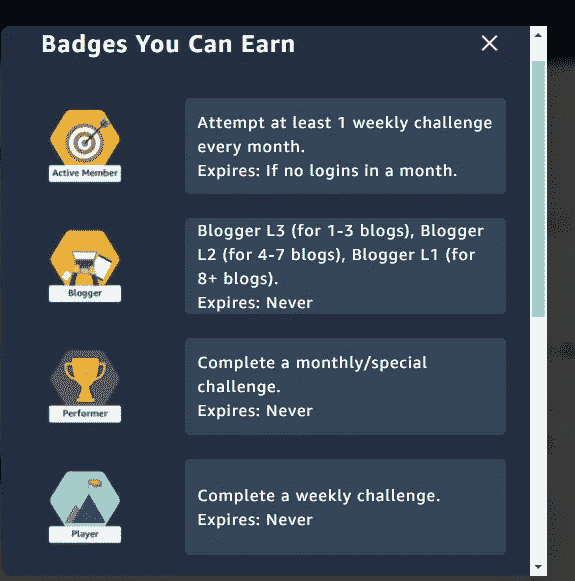 Badges You Can Earn
Attempt at least 1 weekly challenge
every month.
Expires: If no logins in a month.
Active Member
Blogger L3 (for 1-3 blogs), Blogger
L2 (for 4-7 blogs), Blogger L1 (for
8+ blogs).
Expires: Never
Blogger
Complete a monthly/special
challenge.
Expires: Never
Performer
Complete a weekly challenge.
Expires: Never
Player